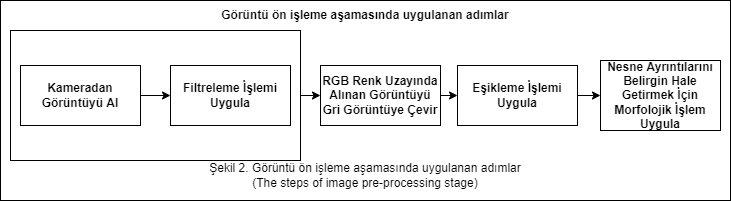 Görüntü ön işleme aşamasında uygulanan adımlar
Kameradan
Görüntüyü Al
Filtreleme İşlemi
Uygula
RGB Renk Uzayında
Alınan Görüntüyü
Gri Görüntüye Çevir
Eşikleme İşlemi
Uygula
Nesne Ayrıntılarını
Belirgin Hale
Getirmek İçin
Morfolojik İşlem
Uygula
Şekil 2. Görüntü ön işleme aşamasında uygulanan adımlar
(The steps of image pre-processing stage)